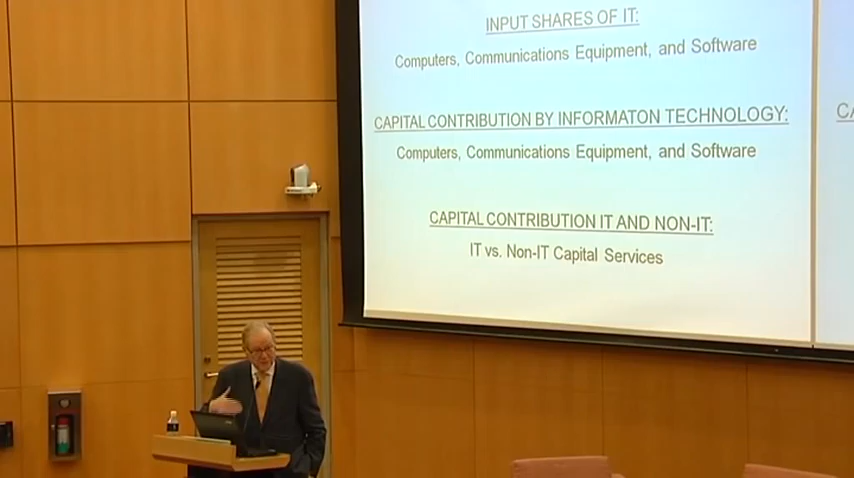 INPUT SHARES OF IT:
Computers, Communications Equipment, and Software
CAPITAL CONTRIBUTION BY INFORMATON TECHNOLOGY:
Computers, Communications Equipment, and Software
CAPITAL CONTRIBUTION IT AND NON-IT:
IT vs. Non-IT Capital Services
CA